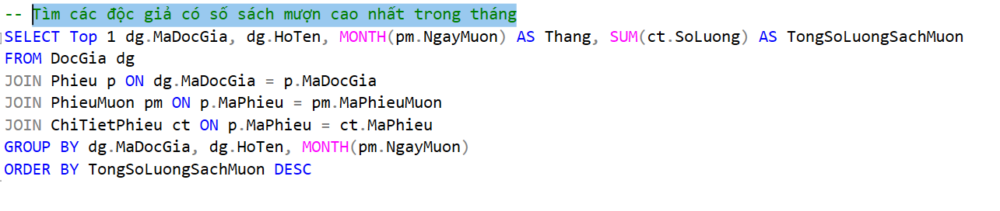 -- Tìm các độc giả có số sách mượn cao nhất trong tháng
SELECT Top 1 dg.MaDocGia, dg.HoTen, MONTH(pm.NgayMuon) AS Thang, SUM(ct.SoLuong) AS TongSoLuongSachMuon
FROM DocGia dg
JOIN Phieu p ON dg.MaDocGia = p.MaDocGia
JOIN PhieuMuon pm ON p.MaPhieu = pm.MaPhieuMuon
JOIN ChiTietPhieu ct ON p.MaPhieu = ct.MaPhieu
GROUP BY dg.MaDocGia, dg.HoTen, MONTH(pm.NgayMuon)
ORDER BY TongSoLuongSachMuon DESC